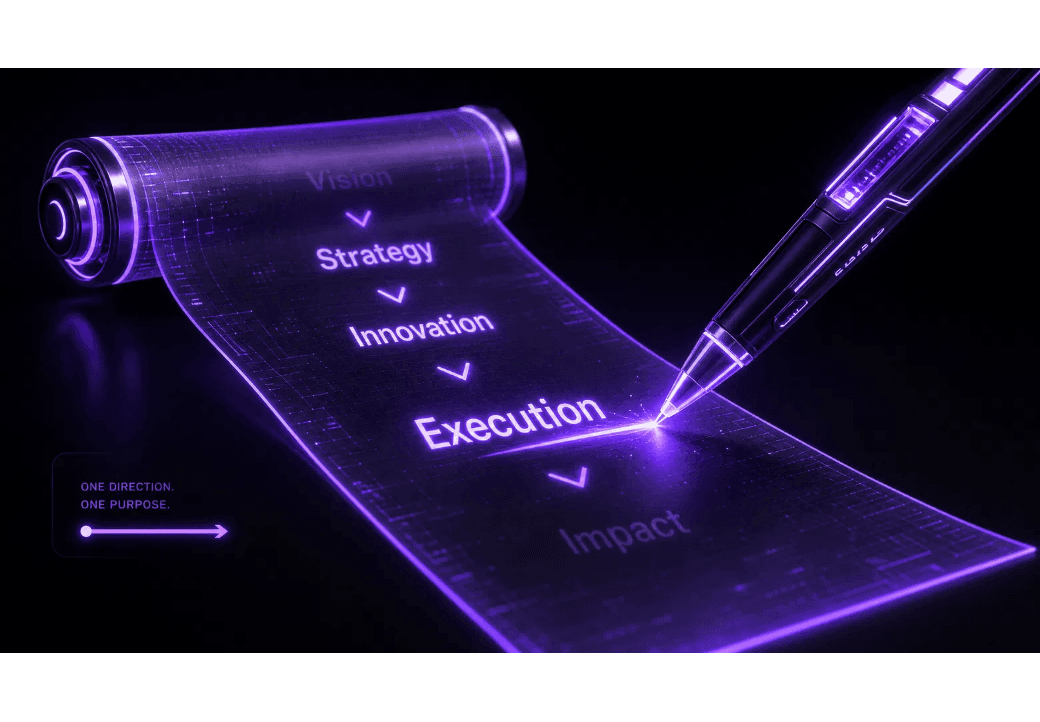 Vision
Strategy
Innovation
Execution
Impact
ONE DIRECTION.
ONE PURPOSE.